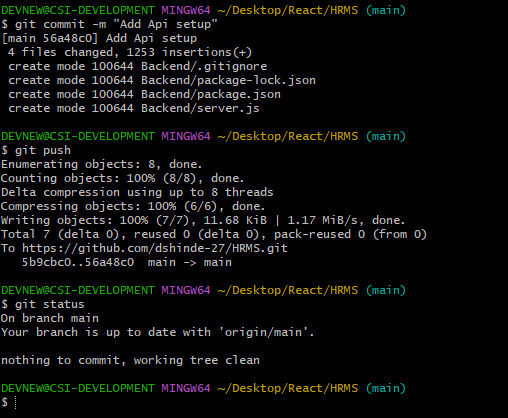 DEVNEW@CSI-DEVELOPMENT MINGW64 ~/Desktop/React/HRMS (main)
$ git commit -m "Add Api setup"
[main 56a48c0] Add Api setup
 4 files changed, 1253 insertions(+)
 create mode 100644 Backend/.gitignore
 create mode 100644 Backend/package-lock.json
 create mode 100644 Backend/package.json
 create mode 100644 Backend/server.js
DEVNEW@CSI-DEVELOPMENT MINGW64 ~/Desktop/React/HRMS (main)
$ git push
Enumerating objects: 8, done.
Counting objects: 100% (8/8), done.
Delta compression using up to 8 threads
Compressing objects: 100% (6/6), done.
Writing objects: 100% (7/7), 11.68 KiB | 1.17 MiB/s, done.
Total 7 (delta 0), reused 0 (delta 0), pack-reused 0 (from 0)
To https://github.com/dshinde-27/HRMS.git
   5b9cbc0..56a48c0  main -> main
DEVNEW@CSI-DEVELOPMENT MINGW64 ~/Desktop/React/HRMS (main)
$ git status
On branch main
Your branch is up to date with 'origin/main'.
nothing to commit, working tree clean
DEVNEW@CSI-DEVELOPMENT MINGW64 ~/Desktop/React/HRMS (main)
$